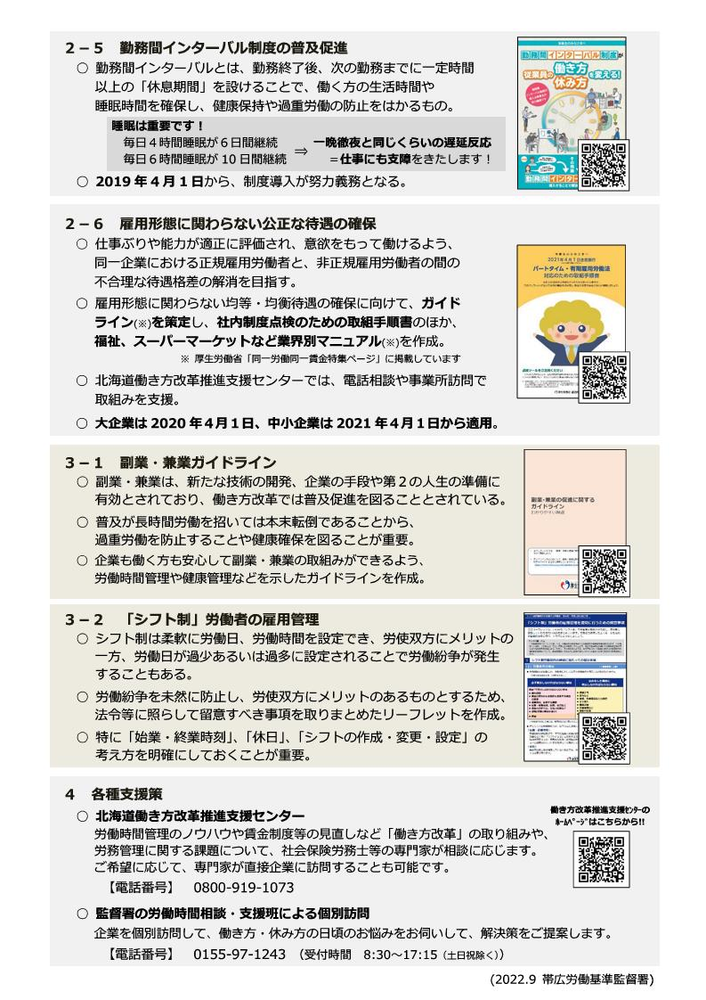 ２－５　勤務間インターバル制度の普及促進
○ 勤務間インターバルとは、勤務終了後、次の勤務までに一定時間
以上の「休息期間」を設けることで、働く方の生活時間や
睡眠時間を確保し、健康保持や過重労働の防止をはかるもの。
睡眠は重要です！
毎日４時間睡眠が６日間継続
毎日６時間睡眠が 10 日間継続
⇒
一晩徹夜と同じくらいの遅延反応
＝仕事にも支障をきたします！
○ 2019 年４月１日から、制度導入が努力義務となる。
勤務間インターバル制度が
従業員の働き方休み方を変える！
２－６　雇用形態に関わらない公正な待遇の確保
○ 仕事ぶりや能力が適正に評価され、意欲をもって働けるよう、
同一企業における正規雇用労働者と、非正規雇用労働者の間の
不合理な待遇格差の解消を目指す。
○ 雇用形態に関わらない均等・均衡待遇の確保に向けて、ガイド
ライン(※)を策定し、社内制度点検のための取組手順書のほか、
福祉、スーパーマーケットなど業界別マニュアル(※)を作成。
※ 厚生労働省「同一労働同一賃金特集ページ」に掲載しています
○ 北海道働き方改革推進支援センターでは、電話相談や事業所訪問で
取組みを支援。
○ 大企業は 2020 年４月１日、中小企業は 2021 年４月１日から適用。
2021年4月1日全面施行
パートタイム・有期雇用労働法
対応のための取組手順書
３－１　副業・兼業ガイドライン
○ 副業・兼業は、新たな技術の開発、企業の手段や第２の人生の準備に
有効とされており、働き方改革では普及促進を図ることとされている。
○ 普及が長時間労働を招いては本末転倒であることから、
過重労働を防止することや健康確保を図ることが重要。
○ 企業も働く方も安心して副業・兼業の取組みができるよう、
労働時間管理や健康管理などを示したガイドラインを作成。
副業・兼業の促進に関する
ガイドライン
わかりやすい解説
３－２　「シフト制」労働者の雇用管理
○ シフト制は柔軟に労働日、労働時間を設定でき、労使双方にメリットの
一方、労働日が過少あるいは過多に設定されることで労働紛争が発生
することもある。
○ 労働紛争を未然に防止し、労使双方にメリットのあるものとするため、
法令等に照らして留意すべき事項を取りまとめたリーフレットを作成。
○ 特に「始業・終業時刻」、「休日」、「シフトの作成・変更・設定」の
考え方を明確にしておくことが重要。
４　各種支援策
○ 北海道働き方改革推進支援センター
労働時間管理のノウハウや賃金制度等の見直しなど「働き方改革」の取り組みや、
労務管理に関する課題について、社会保険労務士等の専門家が相談に応じます。
ご希望に応じて、専門家が直接企業に訪問することも可能です。
【電話番号】　0800-919-1073
働き方改革推進支援ｾﾝﾀｰの
ﾎｰﾑﾍﾟｰｼﾞはこちらから!!
○ 監督署の労働時間相談・支援班による個別訪問
企業を個別訪問して、働き方・休み方の日頃のお悩みをお伺いして、解決策をご提案します。
【電話番号】　0155-97-1243　（受付時間　8:30～17:15（土日祝除く））
(2022.9 帯広労働基準監督署)